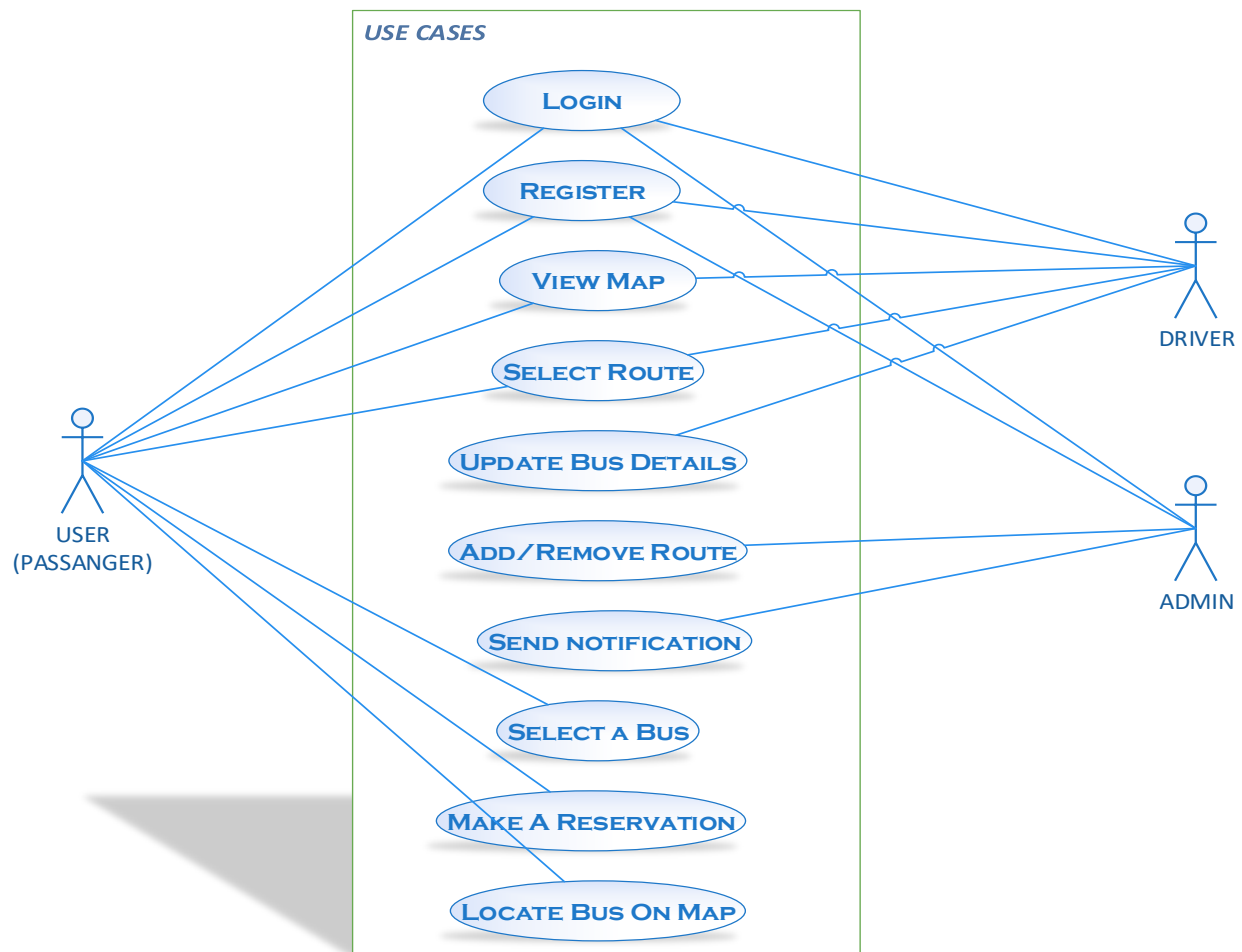 USE CASES
LOGIN
REGISTER
VIEW MAP
SELECT ROUTE
UPDATE BUS DETAILS
ADD/REMOVE ROUTE
SEND NOTIFICATION
SELECT A BUS
MAKE A RESERVATION
LOCATE BUS ON MAP
USER
(PASSANGER)
DRIVER
ADMIN